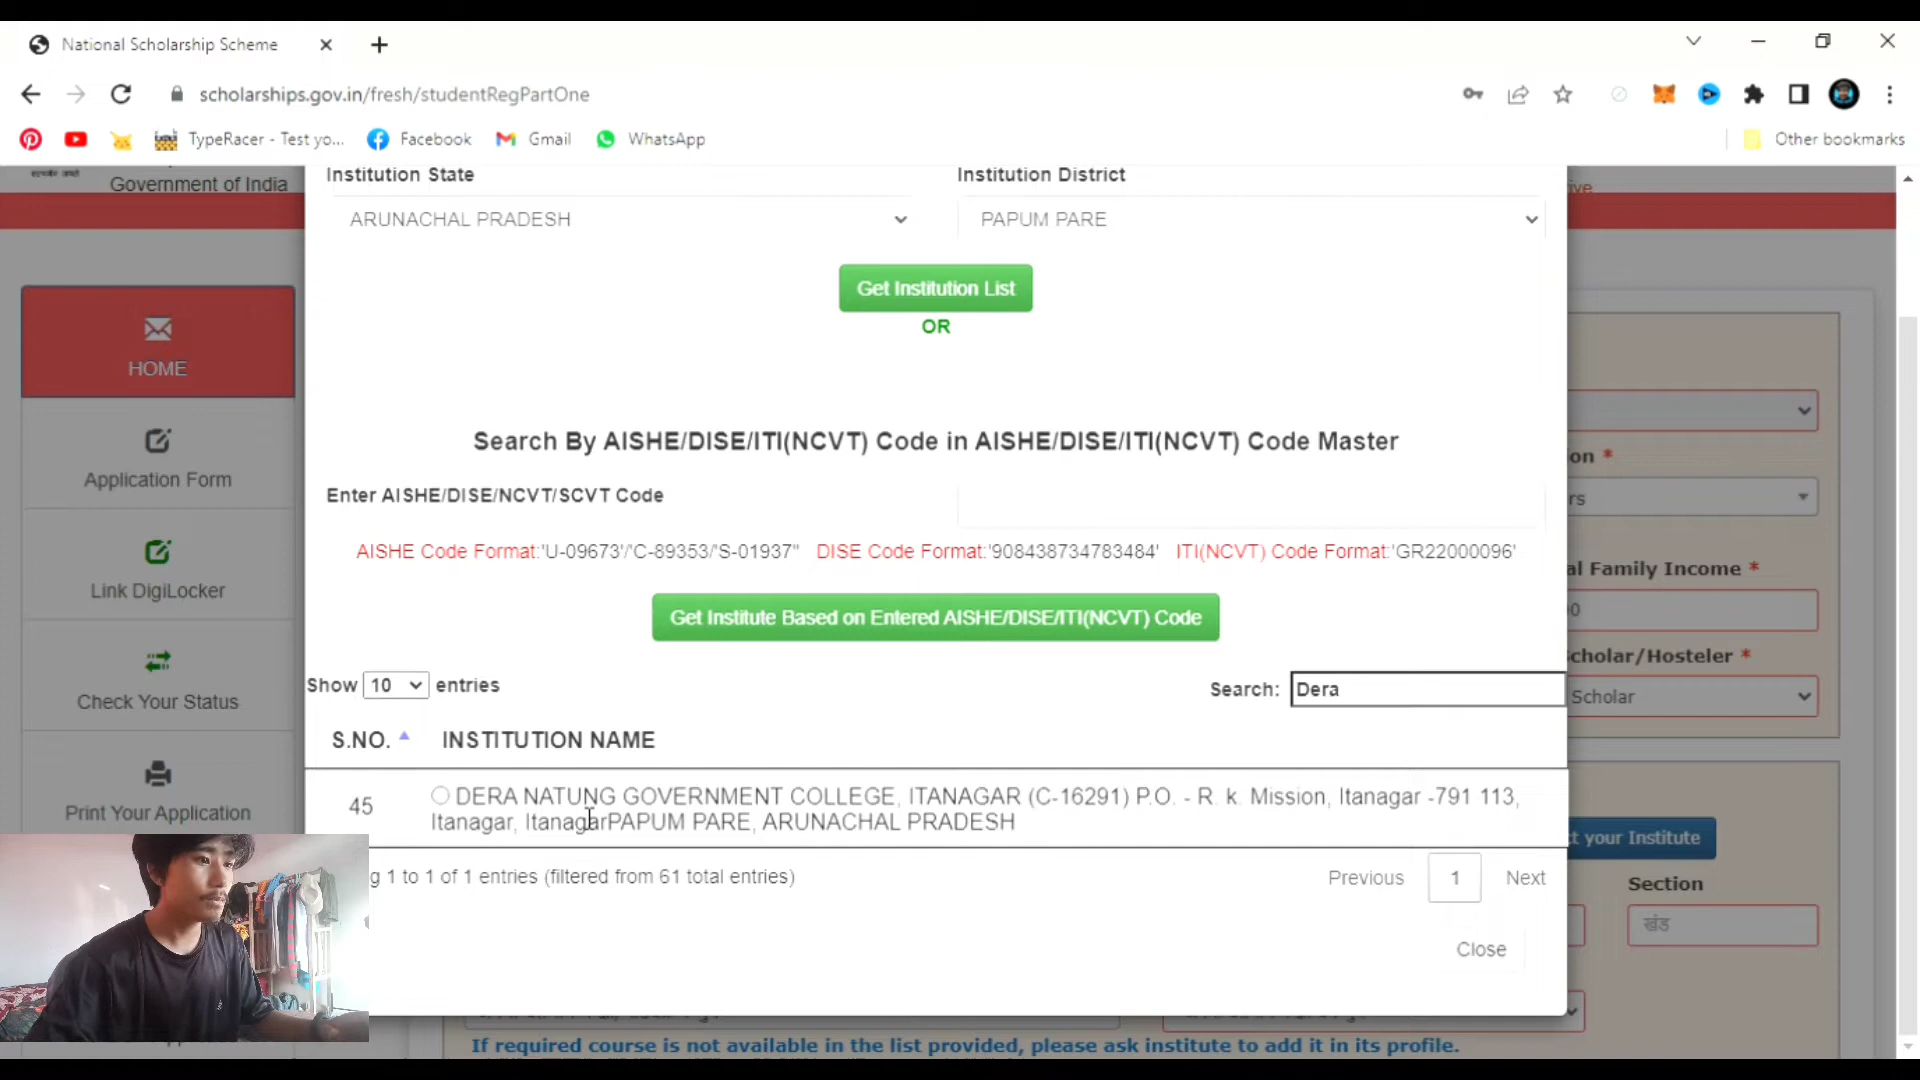 National Scholarship Scheme
scholarships.gov.in/fresh/studentRegPartOne
TypeRacer - Test yo... Facebook Gmail WhatsApp Other bookmarks
Government of India
Institution State Institution District
ARUNACHAL PRADESH PAPUM PARE
Get Institution List
OR
HOME
Search By AISHE/DISE/ITI(NCVT) Code in AISHE/DISE/ITI(NCVT) Code Master
Application Form
Enter AISHE/DISE/NCVT/SCVT Code
AISHE Code Format:'U-09673'/'C-89353/'S-01937" DISE Code Format:'908438734783484' ITI(NCVT) Code Format:'GR22000096'
al Family Income *
Link DigiLocker
Get Institute Based on Entered AISHE/DISE/ITI(NCVT) Code
cholar/Hosteler *
Show 10 entries Search: Dera
Scholar
Check Your Status
S.NO. INSTITUTION NAME
45 DERA NATUNG GOVERNMENT COLLEGE, ITANAGAR (C-16291) P.O. - R. k. Mission, Itanagar -791 113,
Itanagar, ItanagarPAPUM PARE, ARUNACHAL PRADESH
Print Your Application
t your Institute
g 1 to 1 of 1 entries (filtered from 61 total entries) Previous 1 Next
Section
खंड
Close
If required course is not available in the list provided, please ask institute to add it in its profile.